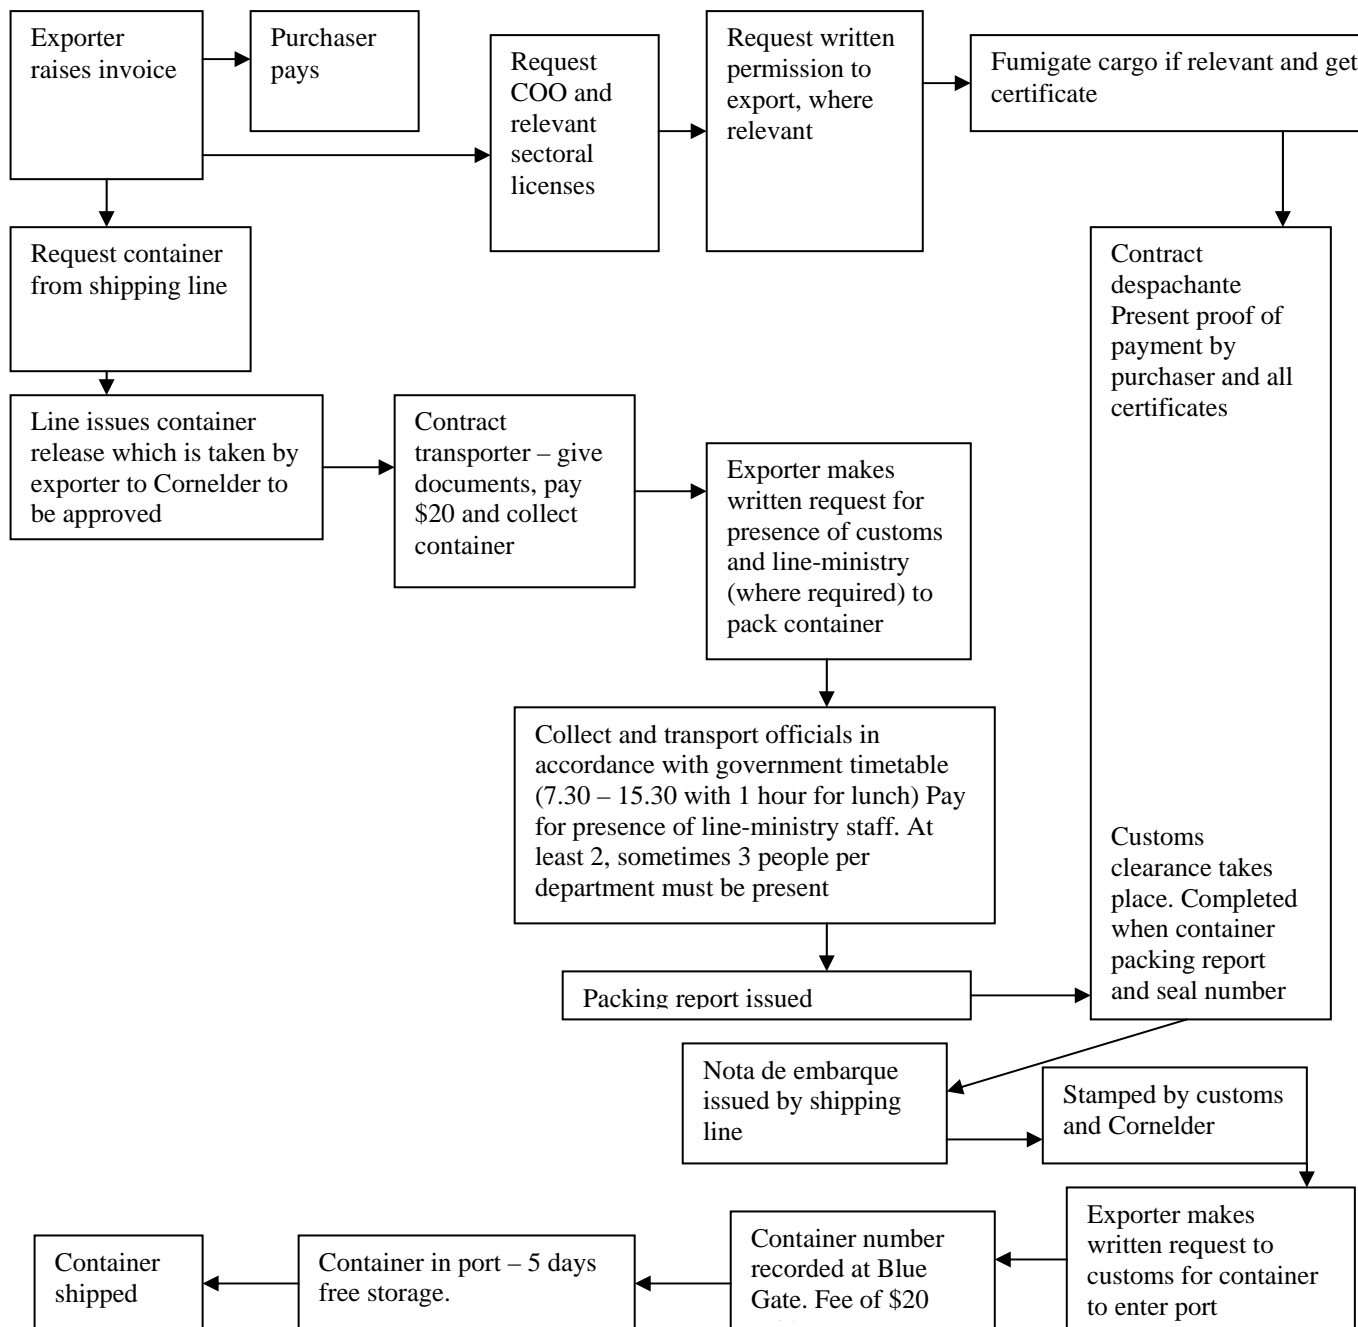 Exporter
raises invoice
Purchaser
pays
Request
COO and
relevant
sectoral
licenses
Request written
permission to
export, where
relevant
Fumigate cargo if relevant and get
certificate
Request container
from shipping line
Contract
despachante
Present proof of
payment by
purchaser and all
certificates
Line issues container
release which is taken by
exporter to Cornelder to
be approved
Contract
transporter – give
documents, pay
$20 and collect
container
Exporter makes
written request for
presence of customs
and line-ministry
(where required) to
pack container
Collect and transport officials in
accordance with government timetable
(7.30 – 15.30 with 1 hour for lunch) Pay
for presence of line-ministry staff. At
least 2, sometimes 3 people per
department must be present
Customs
clearance takes
place. Completed
when container
packing report
and seal number
Packing report issued
Nota de embarque
issued by shipping
line
Stamped by customs
and Cornelder
Exporter makes
written request to
customs for container
to enter port
Container number
recorded at Blue
Gate. Fee of $20
Container in port – 5 days
free storage.
Container
shipped